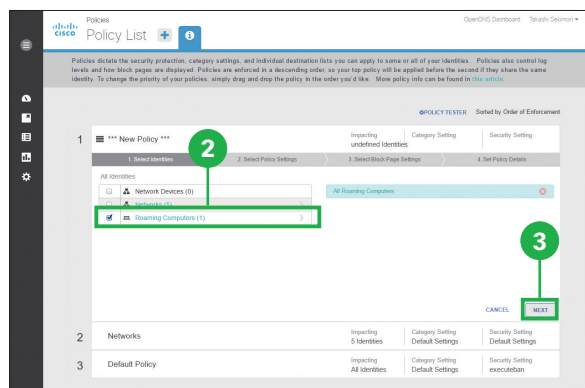 Policies
OpenDNS Dashboard Takashi Sekimon
CISCO
Policy List + i
Policies dictate the security protection, category settings, and individual destination lists you can apply to some or all of your identities. Policies also control log
levels and how block pages are displayed. Policies are enforced in a descending order, so your top policy will be applied before the second if they share the same
identity. To change the priority of your policies, simply drag and drop the policy in the order you'd like. More policy info can be found in this article.
POLICY TESTER Sorted by Order of Enforcement
1 *** New Policy *** Impacting Category Setting Security Setting
undefined Identities
1. Select Identities 2. Select Policy Settings 3. Select Block Page Settings 4. Set Policy Details
2
All Identities
Network Devices (0) All Roaming Computers
Networks (5)
Roaming Computers (1)
3
CANCEL NEXT
2 Networks Impacting Category Setting Security Setting
5 Identities Default Settings Default Settings
3 Default Policy Impacting Category Setting Security Setting
All Identities Default Settings executeban